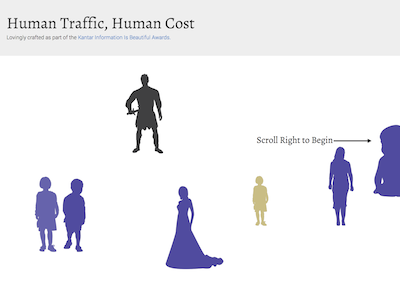 Human Traffic, Human Cost
Lovingly crafted as part of the Kantar Information is Beautiful Awards.
Scroll Right to Begin